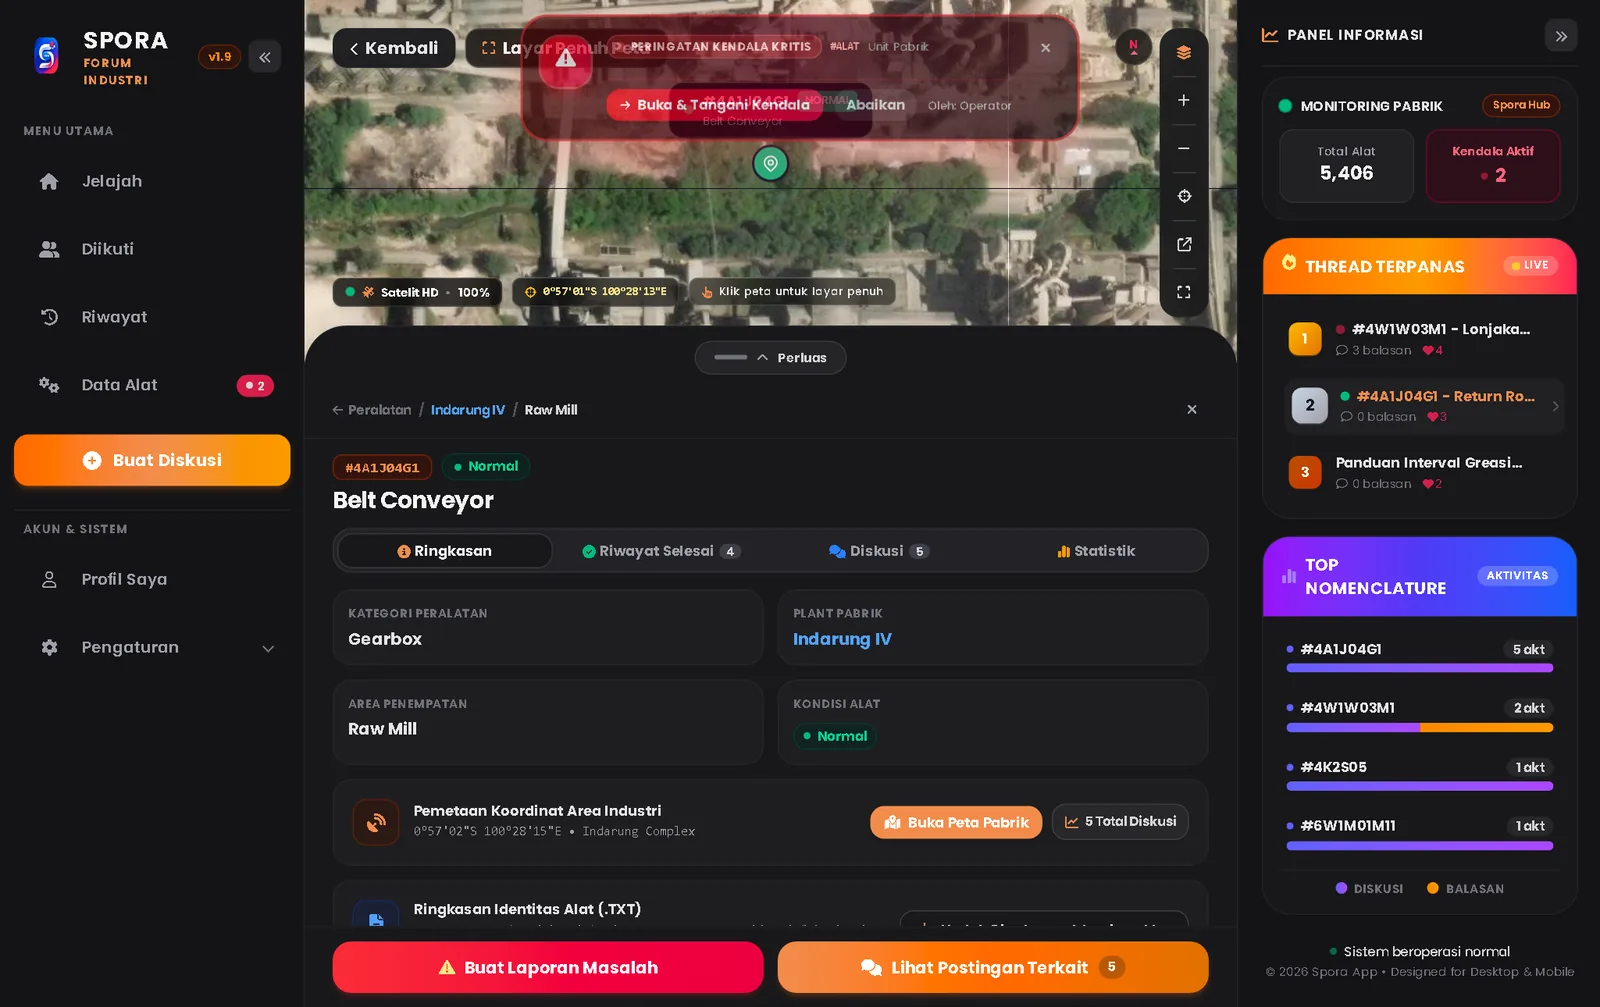 SPORA
FORUM
INDUSTRI
v1.9
MENU UTAMA
Jelajah
Diikuti
Riwayat
Data Alat
2
Buat Diskusi
AKUN & SISTEM
Profil Saya
Pengaturan
Kembali
Layar Penuh Peta
PERINGATAN KENDALA KRITIS
#ALAT
Unit Pabrik
Buka & Tangani Kendala
Abaikan
Oleh: Operator
#4A1J04G1
NORMAL
Belt Conveyor
N
Satelit HD • 100%
0°57'01"S 100°28'13"E
Klik peta untuk layar penuh
Perluas
← Peralatan / Indarung IV / Raw Mill
#4A1J04G1
Normal
Belt Conveyor
Ringkasan
Riwayat Selesai 4
Diskusi 5
Statistik
KATEGORI PERALATAN
Gearbox
PLANT PABRIK
Indarung IV
AREA PENEMPATAN
Raw Mill
KONDISI ALAT
Normal
Pemetaan Koordinat Area Industri
0°57'02"S 100°28'15"E • Indarung Complex
Buka Peta Pabrik
5 Total Diskusi
Ringkasan Identitas Alat (.TXT)
Buat Laporan Masalah
Lihat Postingan Terkait 5
PANEL INFORMASI
MONITORING PABRIK
Spora Hub
Total Alat
5,406
Kendala Aktif
2
THREAD TERPANAS
LIVE
1
#4W1W03M1 - Lonjaka...
3 balasan 4
2
#4A1J04G1 - Return Ro...
0 balasan 3
3
Panduan Interval Greasi...
0 balasan 2
TOP
NOMENCLATURE
AKTIVITAS
#4A1J04G1
5 akt
#4W1W03M1
2 akt
#4K2S05
1 akt
#6W1M01M11
1 akt
DISKUSI
BALASAN
Sistem beroperasi normal
© 2026 Spora App • Designed for Desktop & Mobile